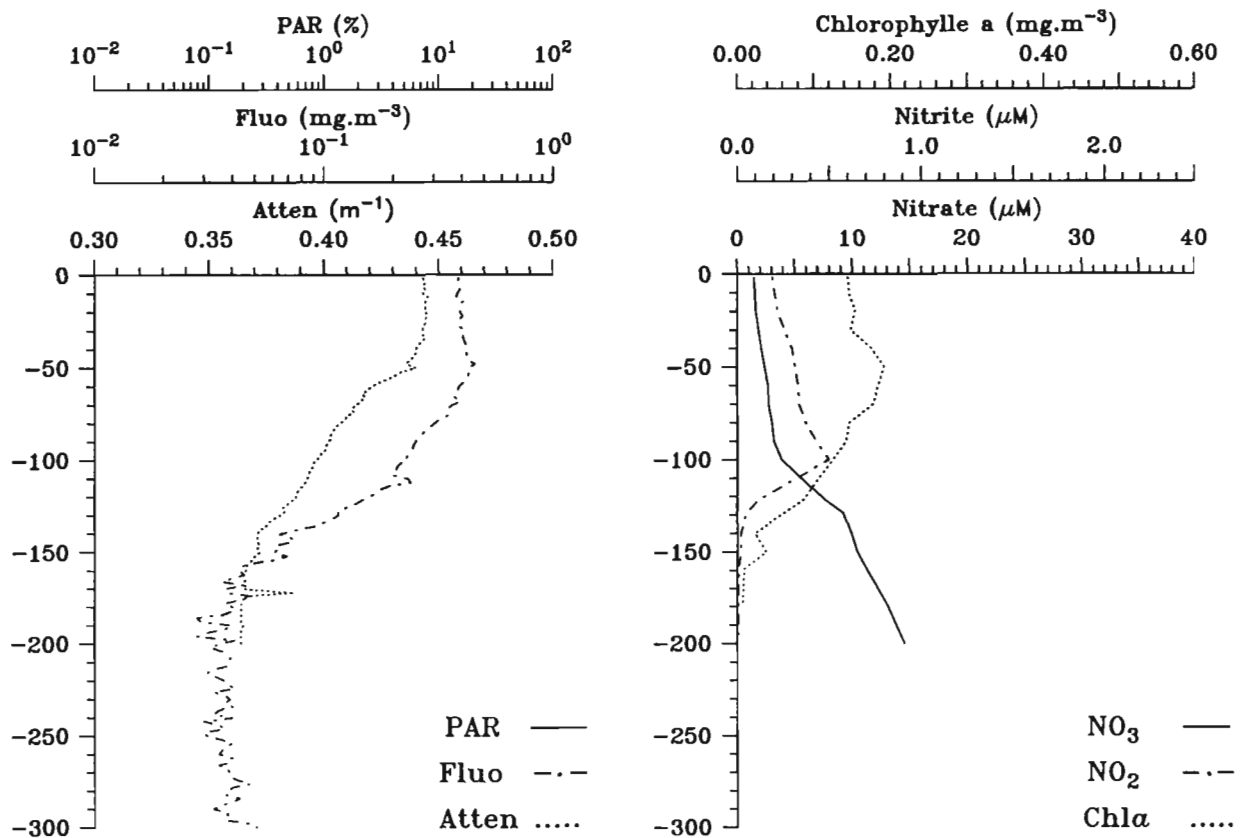 PAR (%)
10⁻² 10⁻¹ 10⁰ 10¹ 10²
Fluo (mg.m⁻³)
10⁻² 10⁻¹ 10⁰
Atten (m⁻¹)
0.30 0.35 0.40 0.45 0.50
0
−50
−100
−150
−200
−250
−300
PAR
Fluo
Atten
Chlorophylle a (mg.m⁻³)
0.00 0.20 0.40 0.60
Nitrite (μM)
0.0 1.0 2.0
Nitrate (μM)
0 10 20 30 40
0
−50
−100
−150
−200
−250
−300
NO₃
NO₂
Chla